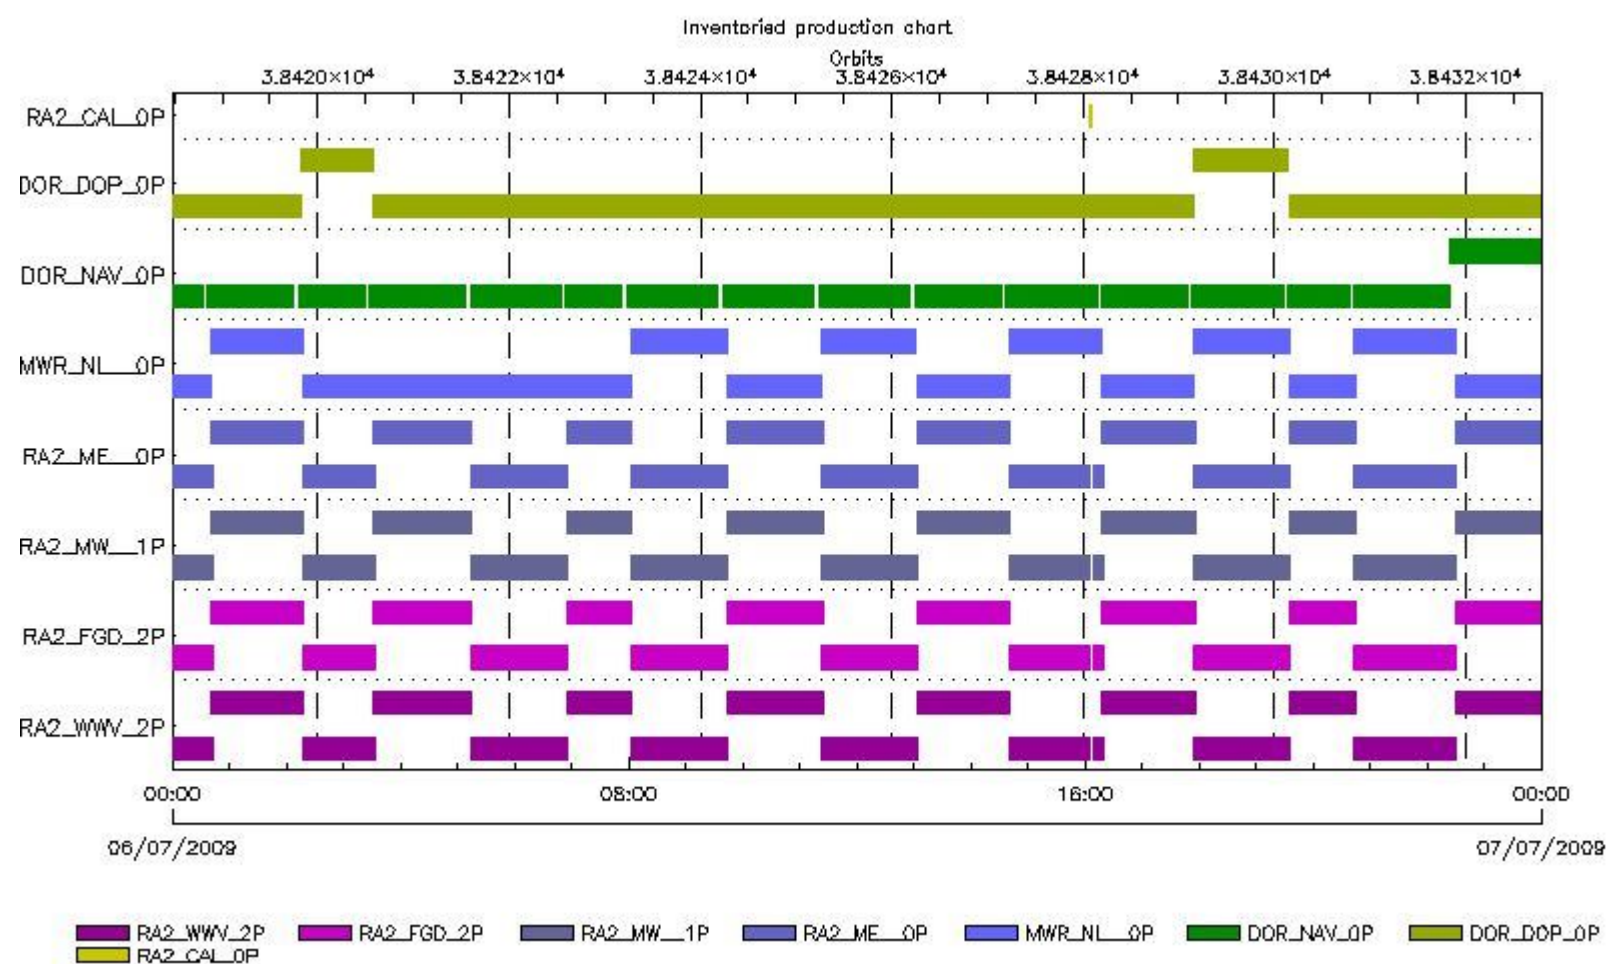 Inventoried production chart
Orbits
3.8420×10⁴ 3.8422×10⁴ 3.8424×10⁴ 3.8426×10⁴ 3.8428×10⁴ 3.8430×10⁴ 3.8432×10⁴
RA2_CAL_0P
DOR_DOP_0P
DOR_NAV_0P
MWR_NL__0P
RA2_ME__0P
RA2_MW__1P
RA2_FGD_2P
RA2_WWV_2P
00:00 08:00 16:00 00:00
06/07/2009 07/07/2009
RA2_WWV_2P RA2_FGD_2P RA2_MW__1P RA2_ME__0P MWR_NL__0P DOR_NAV_0P DOR_DOP_0P
RA2_CAL_0P